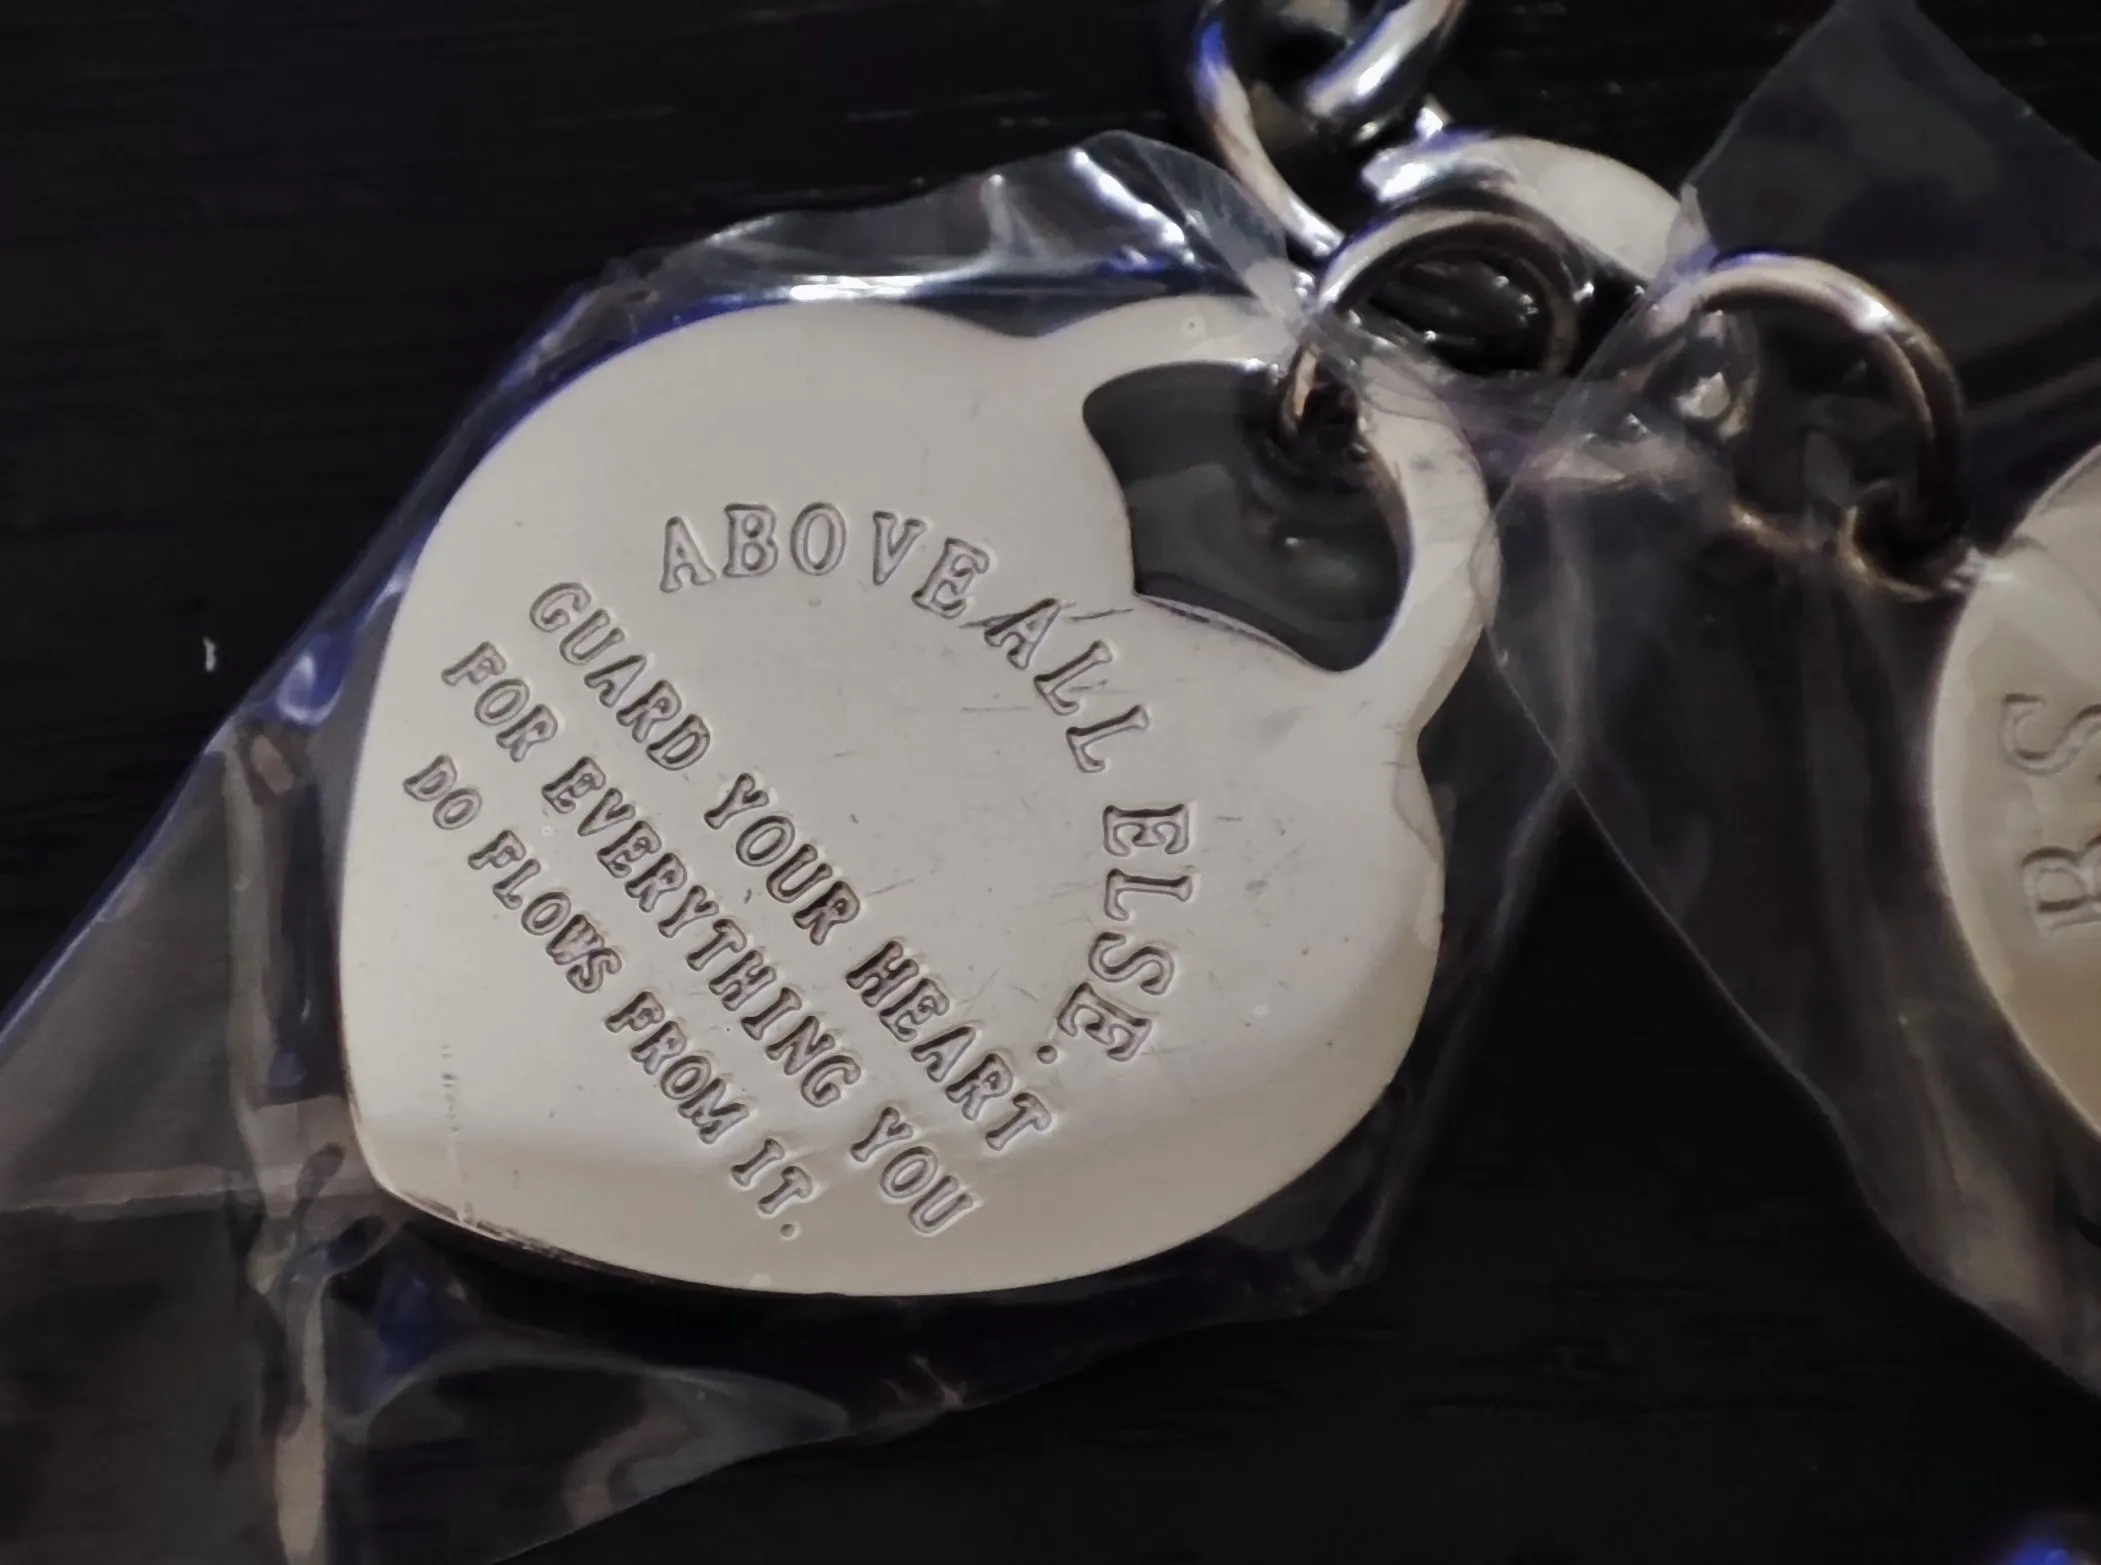 ABOVE ALL ELSE.
GUARD YOUR HEART
FOR EVERYTHING YOU
DO FLOWS FROM IT.